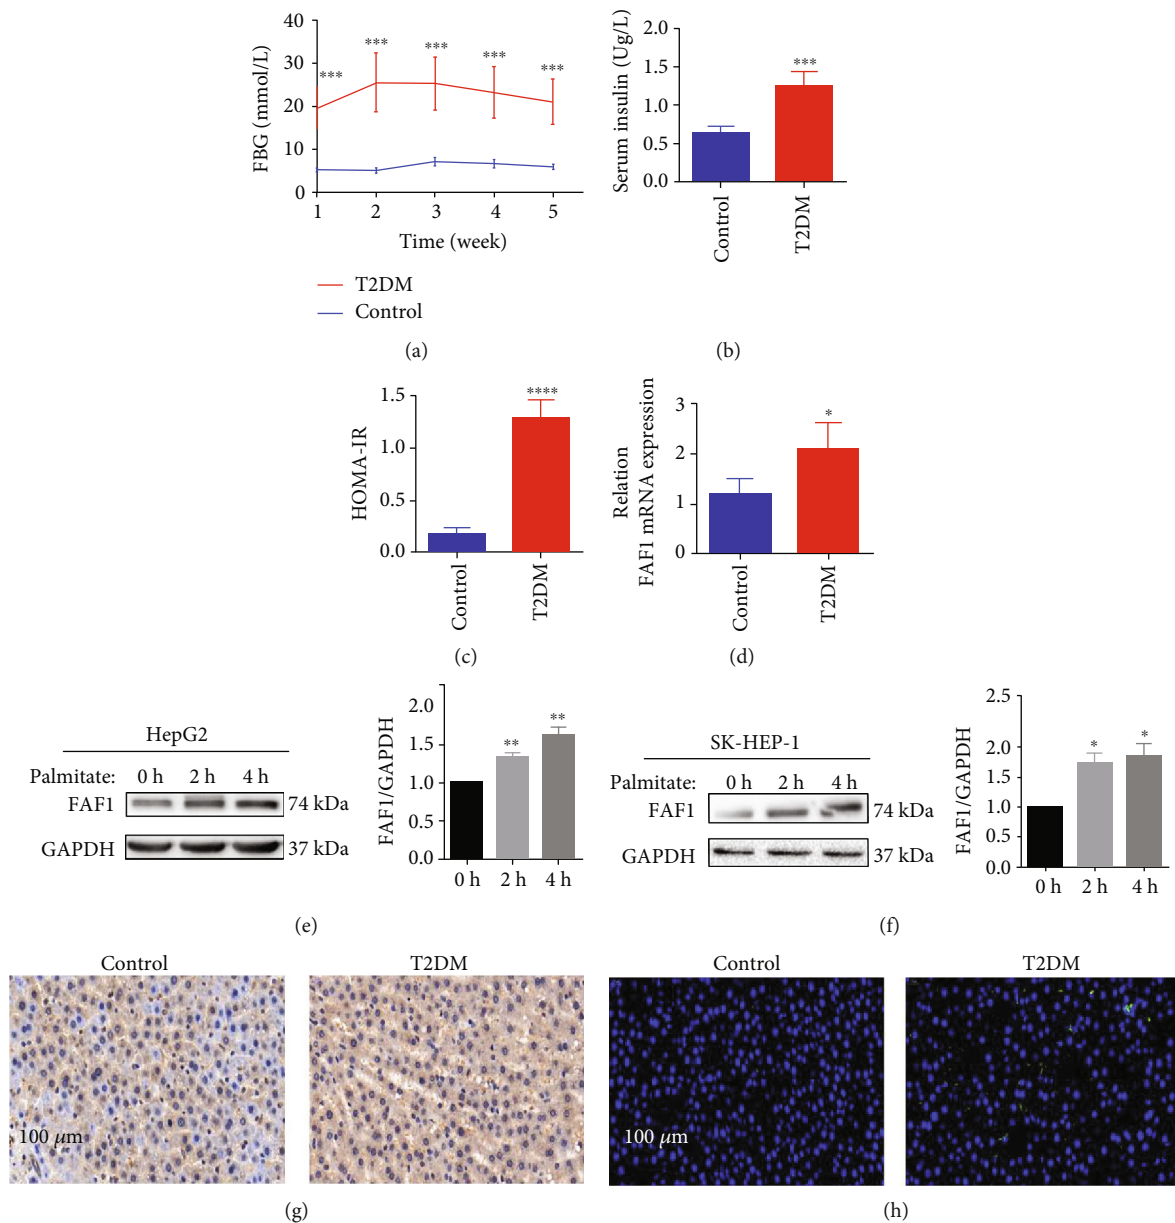 40
30
20
10
0
FBG (mmol/L)
***
***
***
***
***
1 2 3 4 5
Time (week)
T2DM
Control
(a)
2.0
1.5
1.0
0.5
0.0
Serum insulin (Ug/L)
***
Control
T2DM
(b)
1.5
1.0
0.5
0.0
HOMA-IR
****
Control
T2DM
(c)
3
2
1
0
Relation
FAF1 mRNA expression
*
Control
T2DM
(d)
HepG2
Palmitate: 0 h 2 h 4 h
FAF1 74 kDa
GAPDH 37 kDa
2.0
1.5
1.0
0.5
0.0
FAF1/GAPDH
**
**
0 h 2 h 4 h
(e)
SK-HEP-1
Palmitate: 0 h 2 h 4 h
FAF1 74 kDa
GAPDH 37 kDa
2.5
2.0
1.5
1.0
0.5
0.0
FAF1/GAPDH
*
*
0 h 2 h 4 h
(f)
Control T2DM
100 µm
(g)
Control T2DM
100 µm
(h)